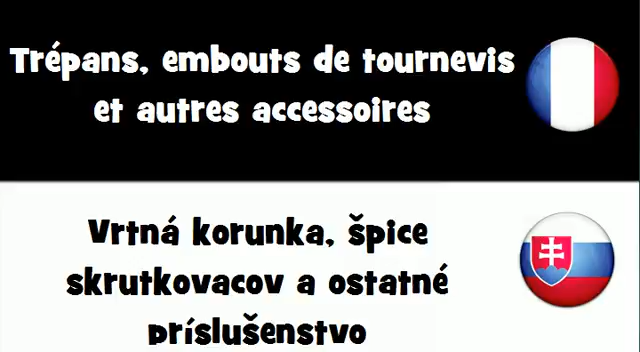 Trépans, embouts de tournevis
et autres accessoires
Vrtná korunka, špice
skrutkovacov a ostatné
príslušenstvo